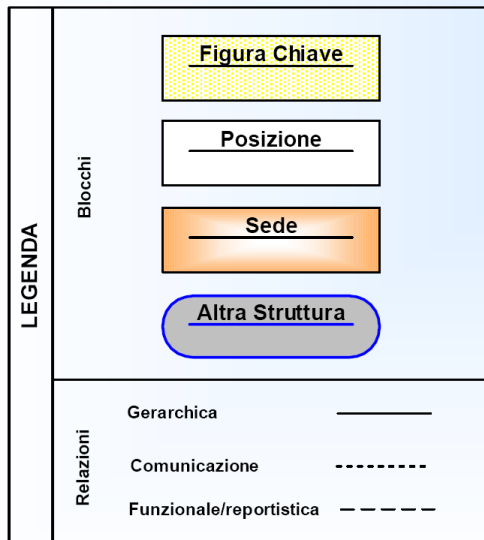 LEGENDA
Blocchi
Figura Chiave
Posizione
Sede
Altra Struttura
Relazioni
Gerarchica
Comunicazione
Funzionale/reportistica